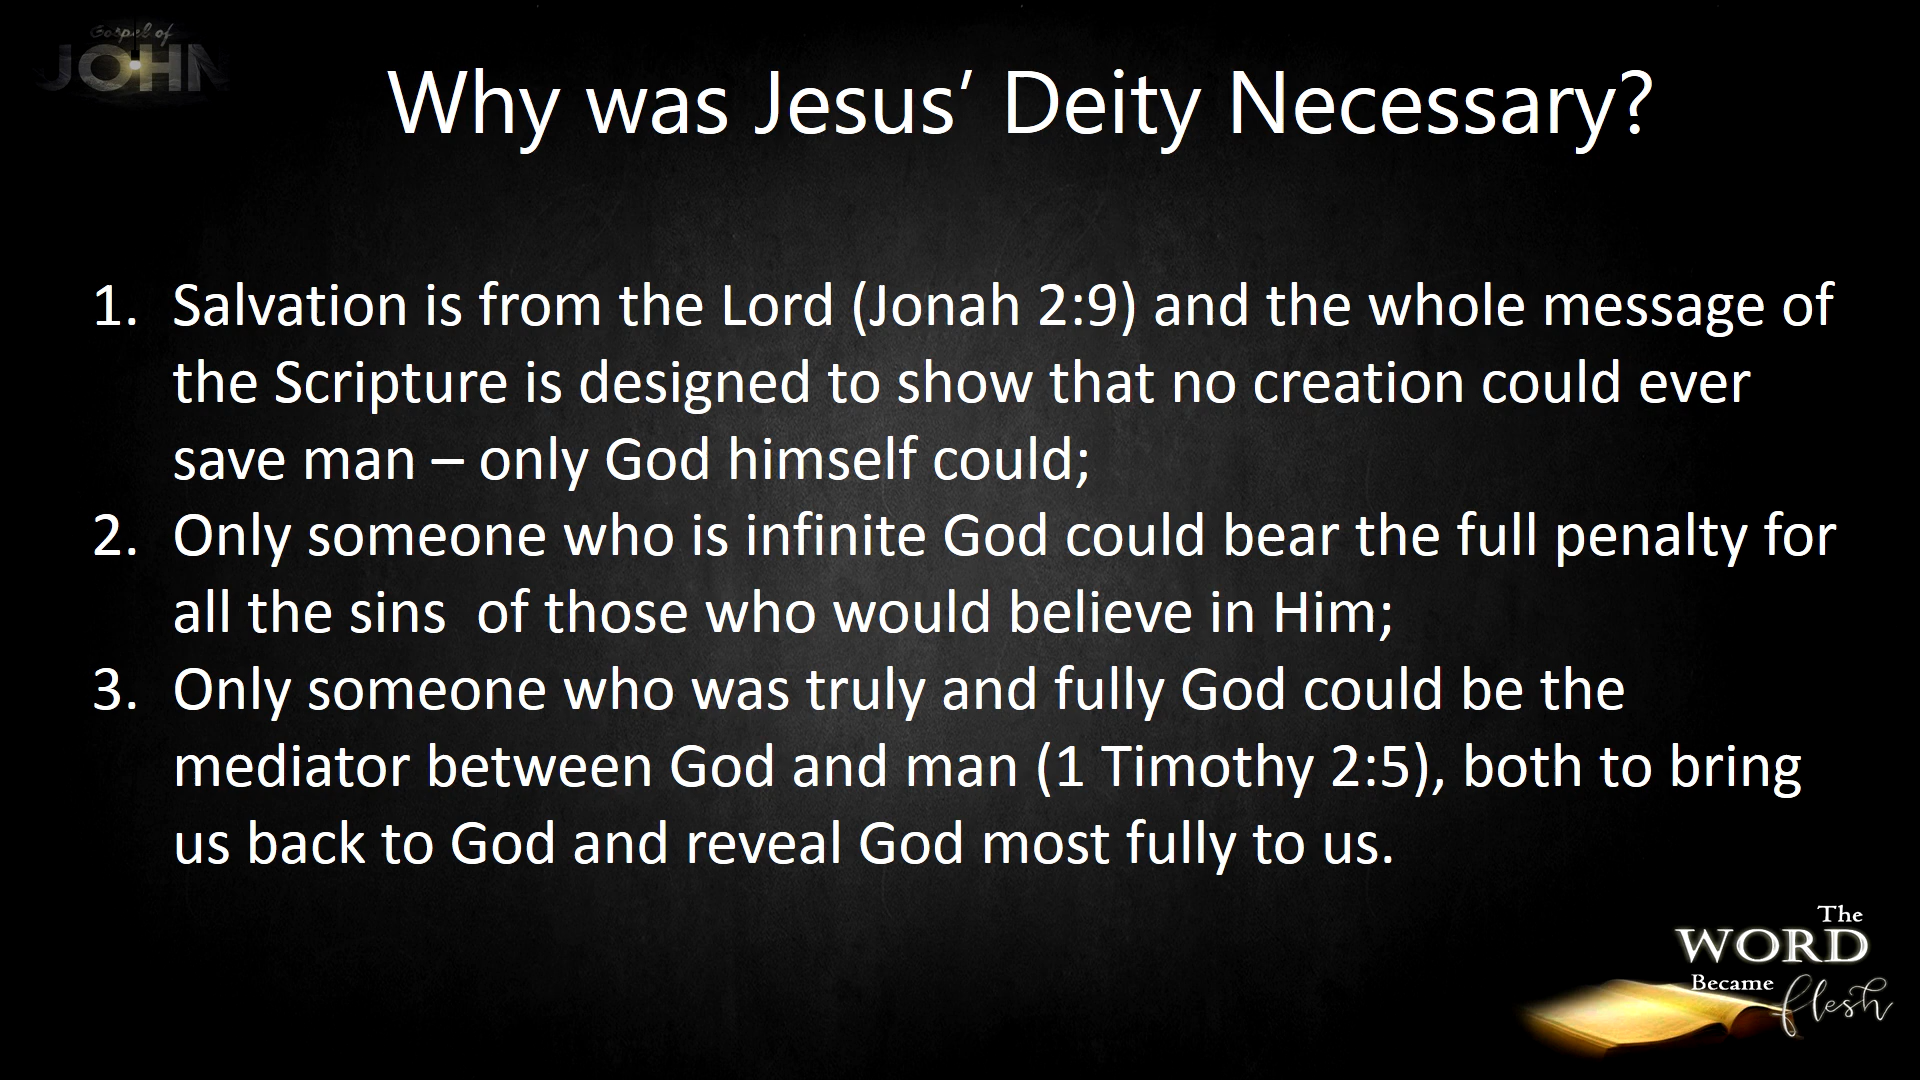 Gospel of
JOHN
Why was Jesus’ Deity Necessary?
1. Salvation is from the Lord (Jonah 2:9) and the whole message of
the Scripture is designed to show that no creation could ever
save man – only God himself could;
2. Only someone who is infinite God could bear the full penalty for
all the sins  of those who would believe in Him;
3. Only someone who was truly and fully God could be the
mediator between God and man (1 Timothy 2:5), both to bring
us back to God and reveal God most fully to us.
The
WORD
Became flesh